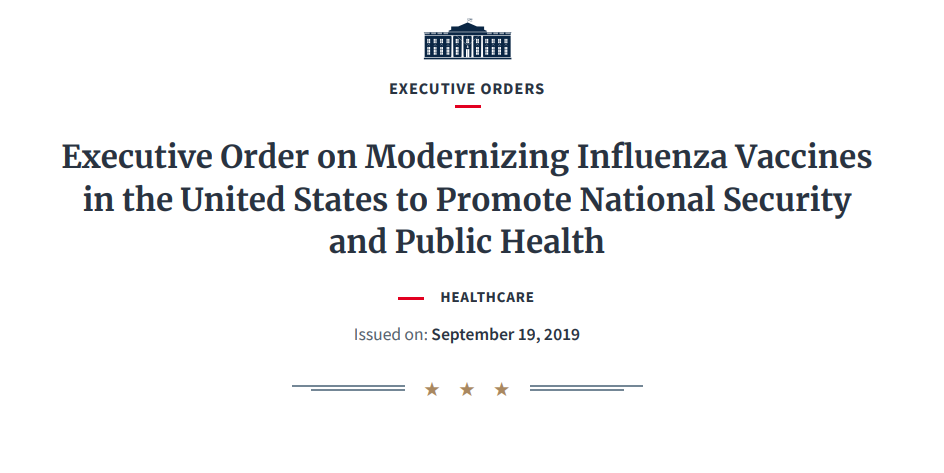 EXECUTIVE ORDERS
Executive Order on Modernizing Influenza Vaccines
in the United States to Promote National Security
and Public Health
HEALTHCARE
Issued on: September 19, 2019